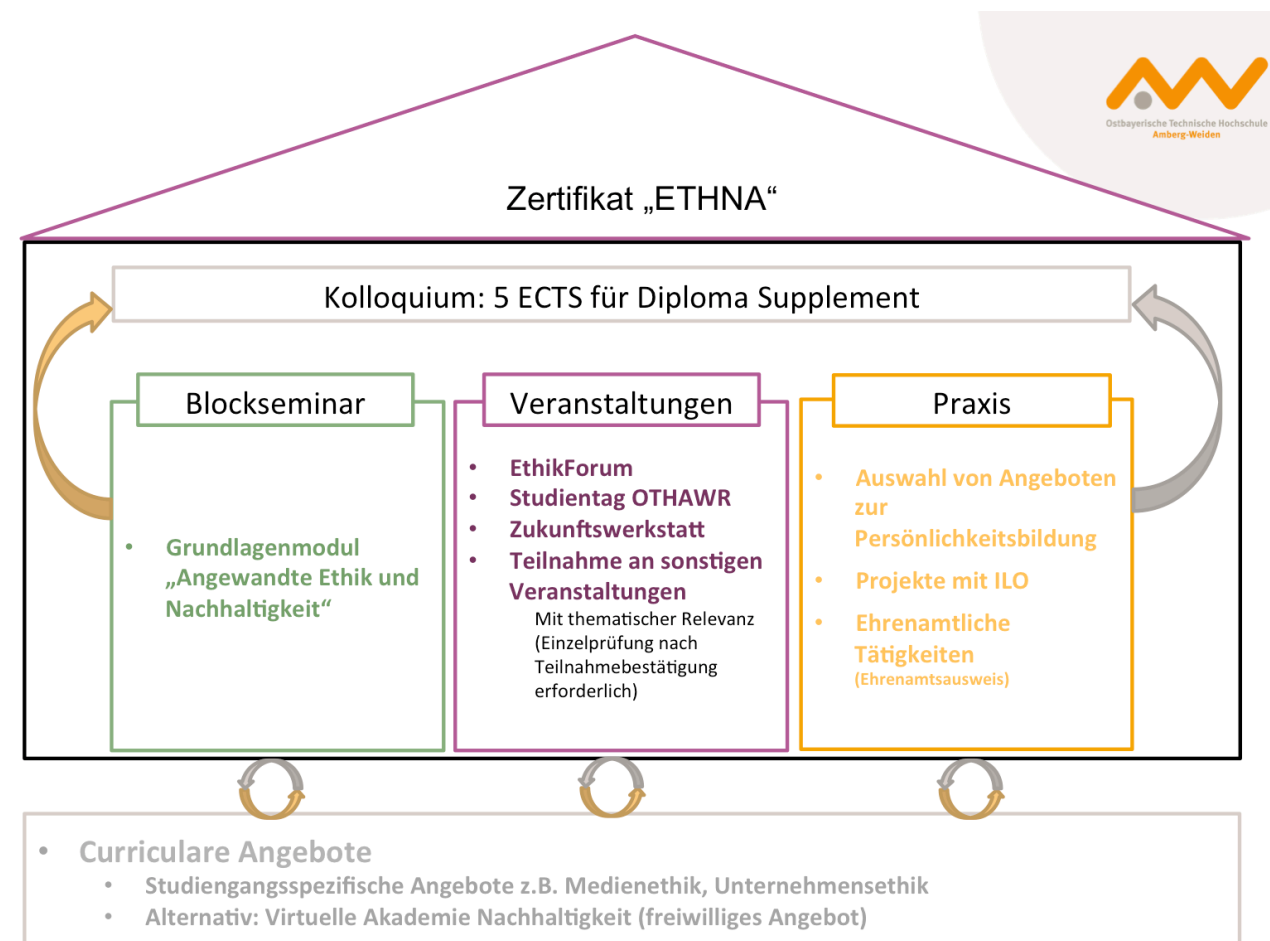 Ostbayerische Technische Hochschule
Amberg-Weiden
Zertifikat „ETHNA“
Kolloquium: 5 ECTS für Diploma Supplement
Blockseminar
• Grundlagenmodul
„Angewandte Ethik und
Nachhaltigkeit“
Veranstaltungen
• EthikForum
• Studientag OTHAWR
• Zukunftswerkstatt
• Teilnahme an sonstigen
Veranstaltungen
Mit thematischer Relevanz
(Einzelprüfung nach
Teilnahmebestätigung
erforderlich)
Praxis
• Auswahl von Angeboten
zur
Persönlichkeitsbildung
• Projekte mit ILO
• Ehrenamtliche
Tätigkeiten
(Ehrenamtsausweis)
• Curriculare Angebote
• Studiengangsspezifische Angebote z.B. Medienethik, Unternehmensethik
• Alternativ: Virtuelle Akademie Nachhaltigkeit (freiwilliges Angebot)